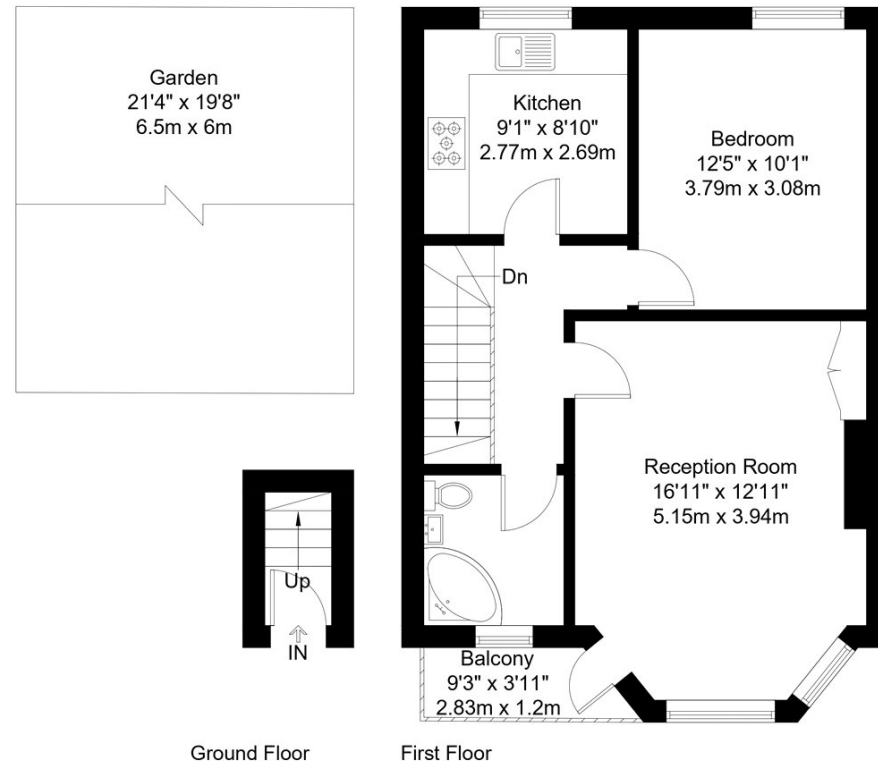 Garden
21'4" x 19'8"
6.5m x 6m
Kitchen
9'1" x 8'10"
2.77m x 2.69m
Bedroom
12'5" x 10'1"
3.79m x 3.08m
Dn
Reception Room
16'11" x 12'11"
5.15m x 3.94m
Up
IN
Balcony
9'3" x 3'11"
2.83m x 1.2m
Ground Floor
First Floor